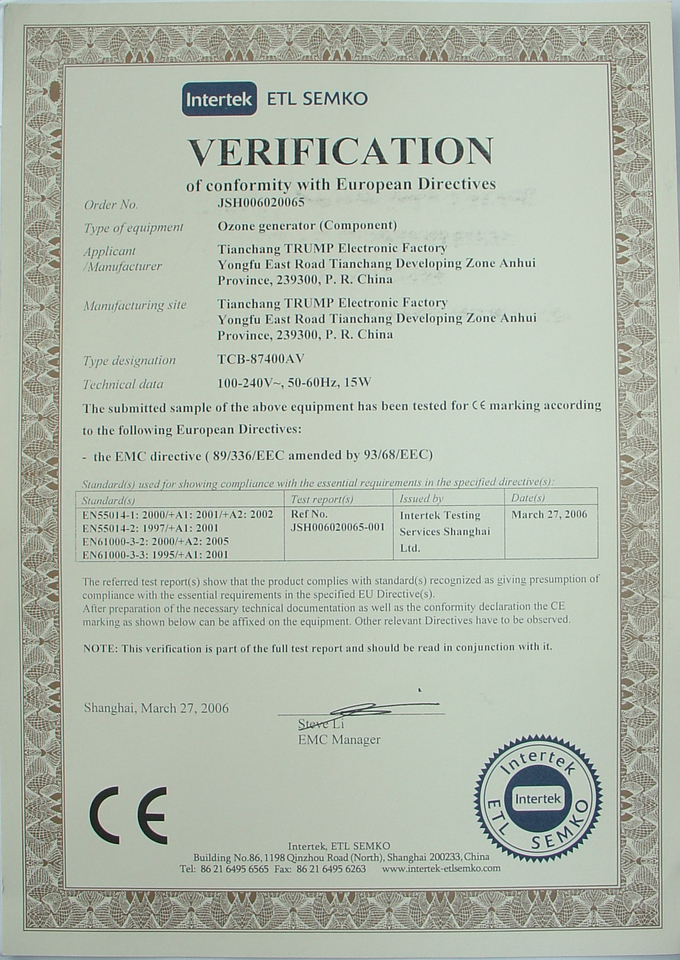 Intertek ETL SEMKO
VERIFICATION
of conformity with European Directives
Order No. JSH006020065
Type of equipment Ozone generator (Component)
Applicant Tianchang TRUMP Electronic Factory
/Manufacturer Yongfu East Road Tianchang Developing Zone Anhui
Province, 239300, P. R. China
Manufacturing site Tianchang TRUMP Electronic Factory
Yongfu East Road Tianchang Developing Zone Anhui
Province, 239300, P. R. China
Type designation TCB-87400AV
Technical data 100-240V~, 50-60Hz, 15W
The submitted sample of the above equipment has been tested for CE marking according
to the following European Directives:
- the EMC directive ( 89/336/EEC amended by 93/68/EEC)
Standard(s) used for showing compliance with the essential requirements in the specified directive(s):
Standard(s) Test report(s) Issued by Date(s)
EN55014-1: 2000/+A1: 2001/+A2: 2002 Ref No. Intertek Testing March 27, 2006
EN55014-2: 1997/+A1: 2001 JSH006020065-001 Services Shanghai
EN61000-3-2: 2000/+A2: 2005 Ltd.
EN61000-3-3: 1995/+A1: 2001
The referred test report(s) show that the product complies with standard(s) recognized as giving presumption of
compliance with the essential requirements in the specified EU Directive(s).
After preparation of the necessary technical documentation as well as the conformity declaration the CE
marking as shown below can be affixed on the equipment. Other relevant Directives have to be observed.
NOTE: This verification is part of the full test report and should be read in conjunction with it.
Shanghai, March 27, 2006
Steve Li
EMC Manager
CE
Intertek
Intertek
ETL SEMKO
Intertek, ETL SEMKO
Building No.86, 1198 Qinzhou Road (North), Shanghai 200233, China
Tel: 86 21 6495 6565 Fax: 86 21 6495 6263 www.intertek-etlsemko.com